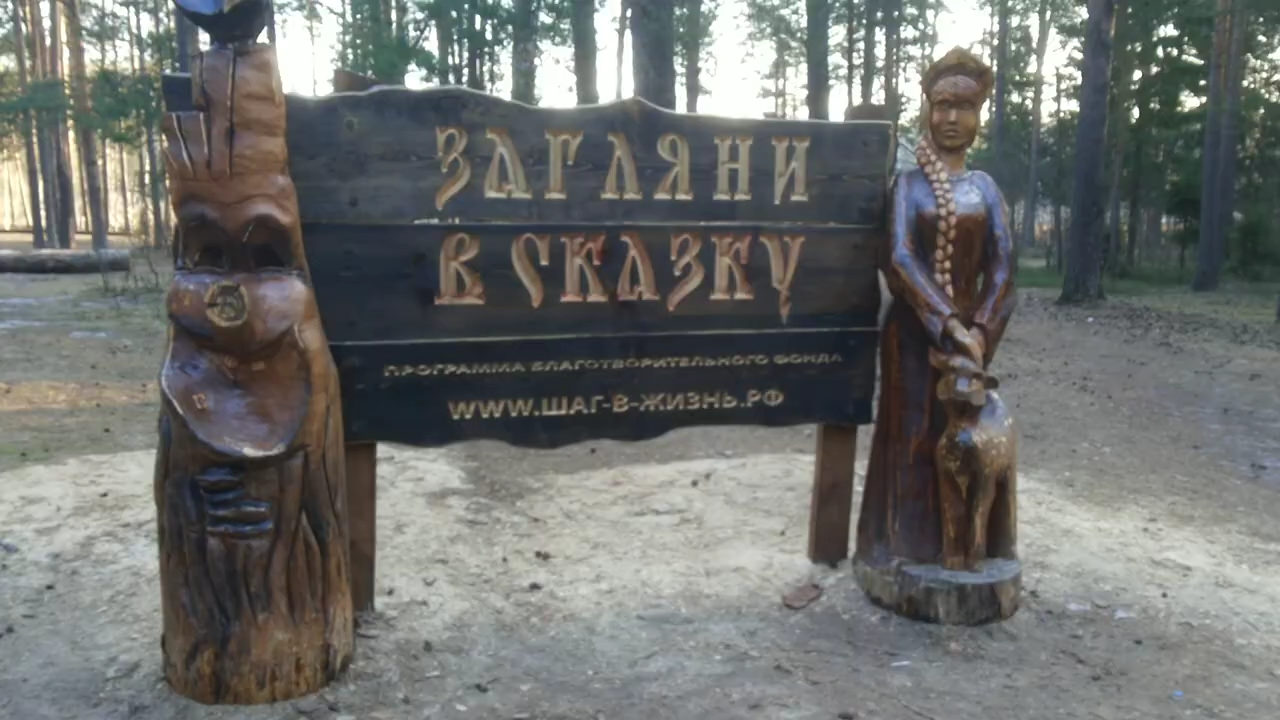 ЗАГЛЯНИ
В СКАЗКУ
ПРОГРАММА БЛАГОТВОРИТЕЛЬНОГО ФОНДА
WWW.ШАГ-В-ЖИЗНЬ.РФ